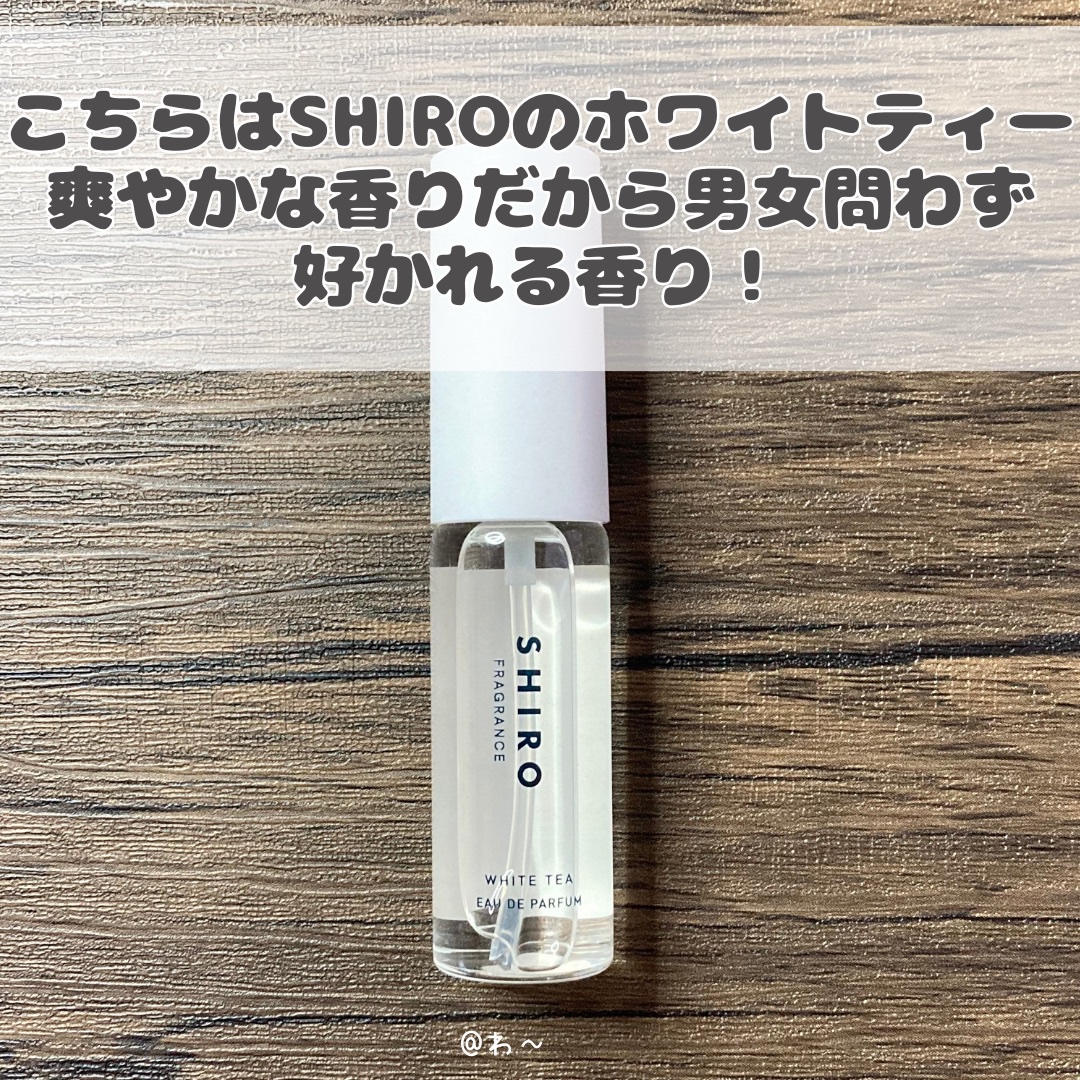 こちらはSHIROのホワイトティー
爽やかな香りだから男女問わず
好かれる香り！
SHIRO
FRAGRANCE
WHITE TEA
EAU DE PARFUM
@わ～